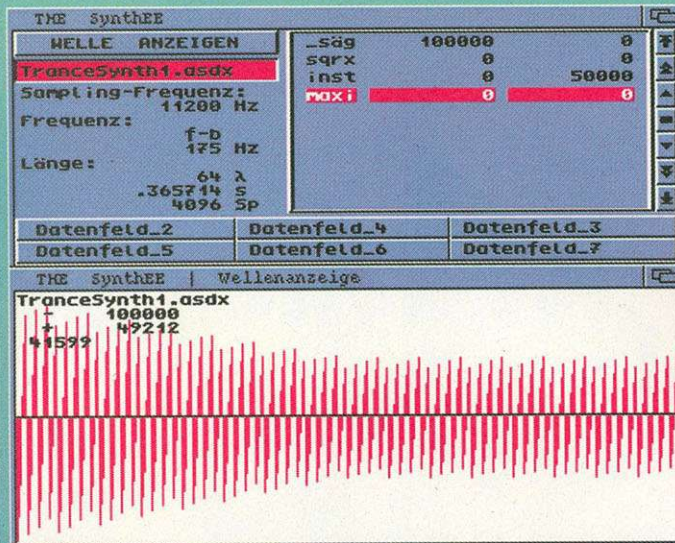 THE SynthEE
WELLE ANZEIGEN
TranceSynth1.asdx
Sampling-Frequenz:
11200 Hz
Frequenz:
f-b
175 Hz
Länge:
64 λ
.365714 s
4096 Sp
_säg 100000 0
sqrx 0 0
inst 0 50000
maxi 0 0
Datenfeld_2 Datenfeld_4 Datenfeld_3
Datenfeld_5 Datenfeld_6 Datenfeld_7
THE SynthEE | Wellenanzeige
TranceSynth1.asdx
- 100000
+ 49212
41599